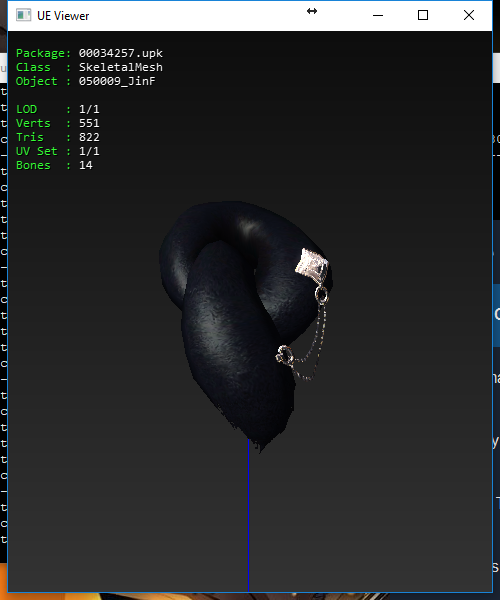 UE Viewer
Package: 00034257.upk
Class : SkeletalMesh
Object : 050009_JinF
LOD : 1/1
Verts : 551
Tris : 822
UV Set : 1/1
Bones : 14